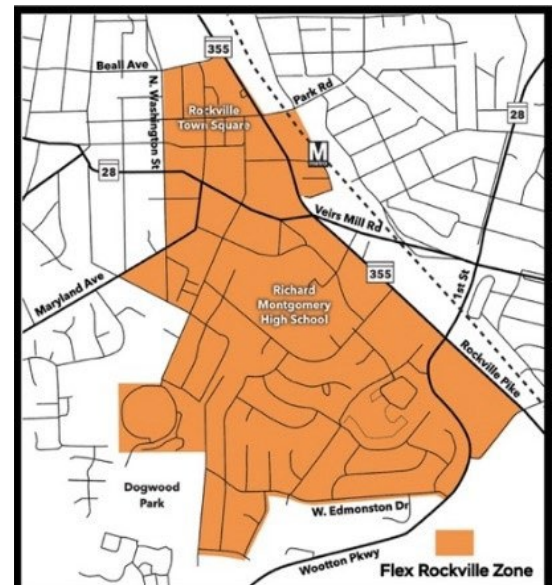 355
Beall Ave
N. Washington St
Park Rd
Rockville
Town Square
28
M
28
Veirs Mill Rd
Maryland Ave
355
1st St
Richard
Montgomery
High School
Rockville Pike
Dogwood
Park
W. Edmonston Dr
Wootton Pkwy
Flex Rockville Zone